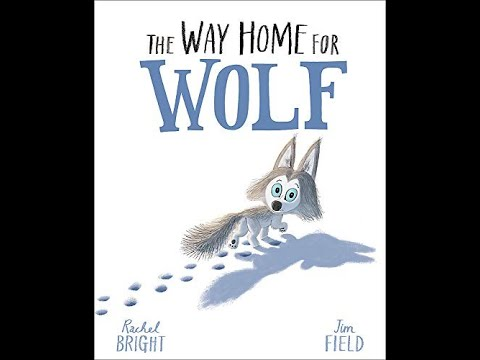 THE WAY HOME FOR
WOLF
Rachel Jim
BRIGHT FIELD